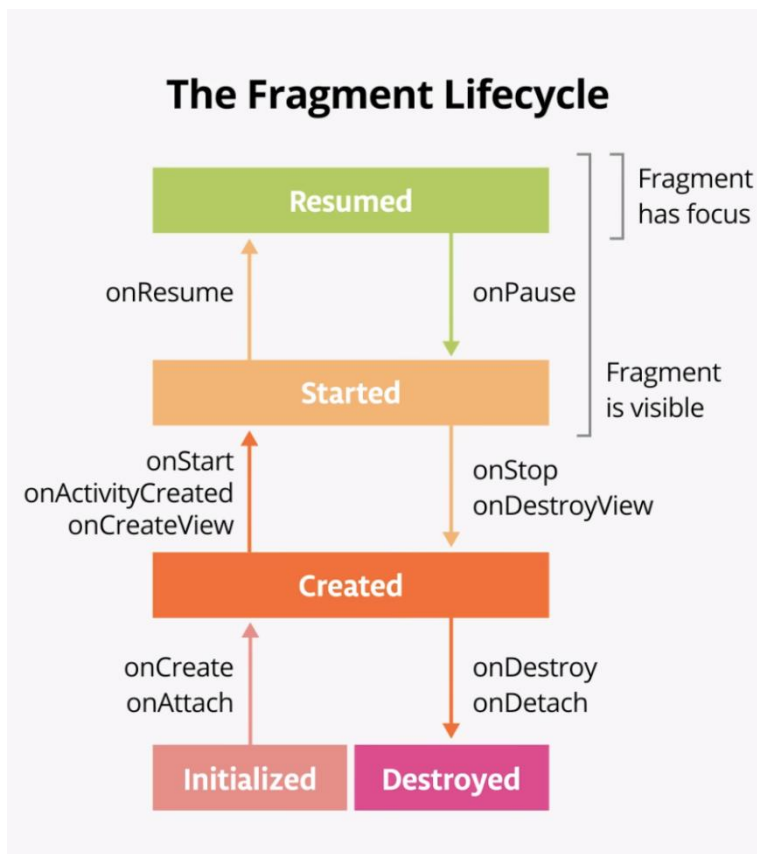 The Fragment Lifecycle
Resumed
Fragment
has focus
onResume
onPause
Started
Fragment
is visible
onStart
onActivityCreated
onCreateView
onStop
onDestroyView
Created
onCreate
onAttach
onDestroy
onDetach
Initialized
Destroyed